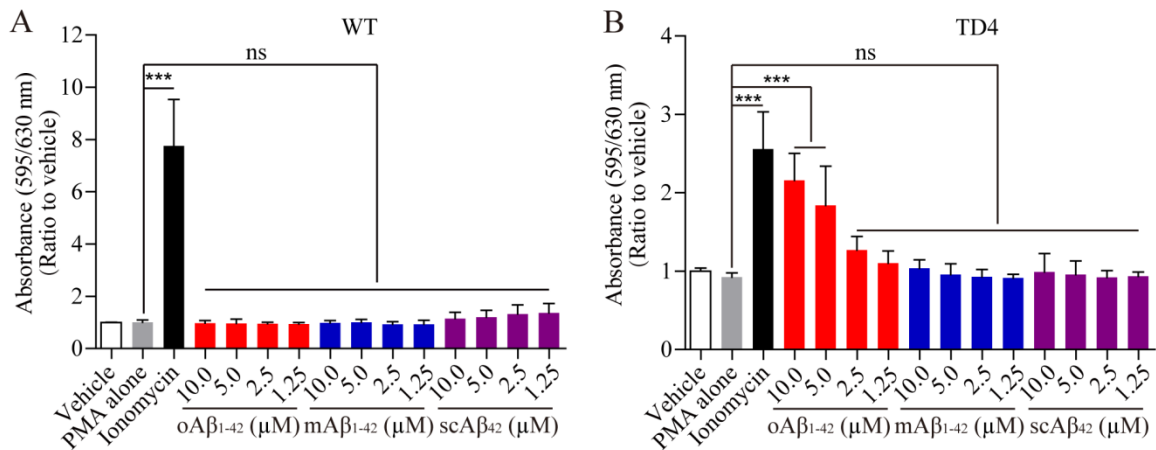 A
WT
Absorbance (595/630 nm)
(Ratio to vehicle)
12
10
8
6
4
2
0
***
ns
Vehicle
PMA alone
Ionomycin
10.0
5.0
2.5
1.25
10.0
5.0
2.5
1.25
10.0
5.0
2.5
1.25
oAβ1-42 (µM) mAβ1-42 (µM) scAβ42 (µM)
B
TD4
Absorbance (595/630 nm)
(Ratio to vehicle)
4
3
2
1
0
ns
***
***
Vehicle
PMA alone
Ionomycin
10.0
5.0
2.5
1.25
10.0
5.0
2.5
1.25
10.0
5.0
2.5
1.25
oAβ1-42 (µM) mAβ1-42 (µM) scAβ42 (µM)